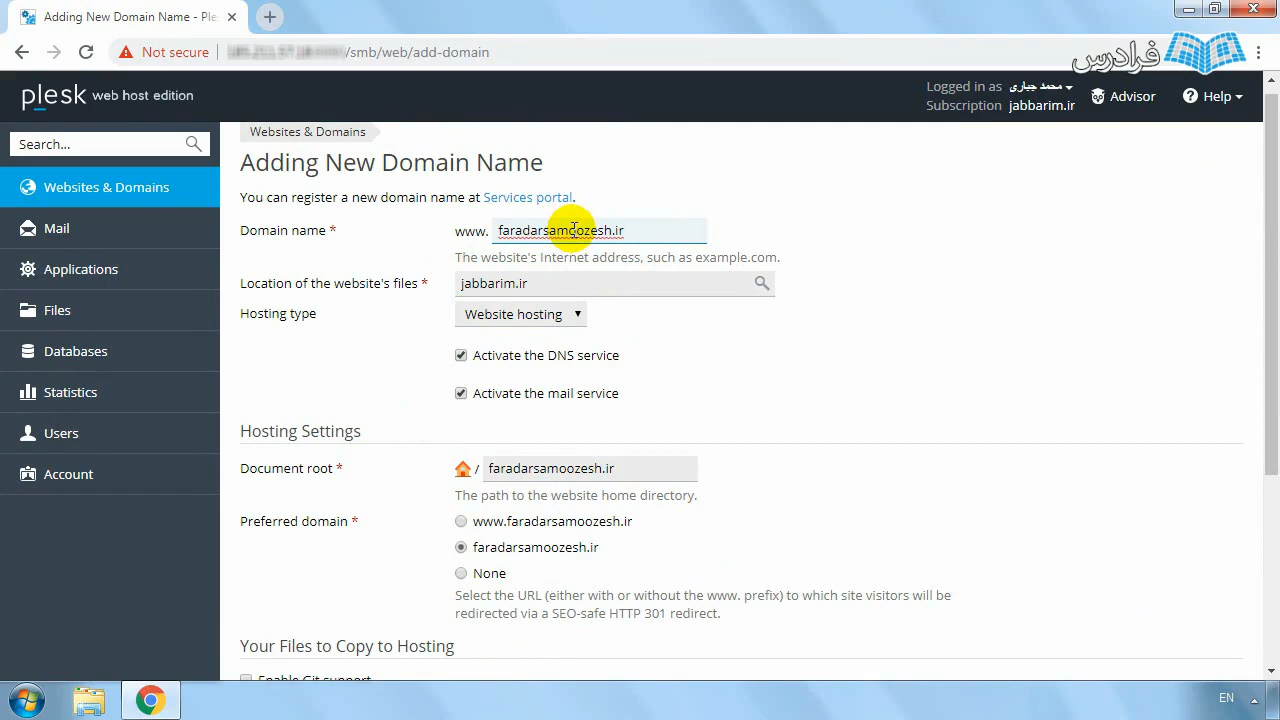 Adding New Domain Name - Ple
Not secure
/smb/web/add-domain
فرادرس
plesk web host edition
Logged in as محمد جباری
Subscription jabbarim.ir
Advisor
Help
Search...
Websites & Domains
Mail
Applications
Files
Databases
Statistics
Users
Account
Websites & Domains
Adding New Domain Name
You can register a new domain name at Services portal.
Domain name *
www. faradarsamoozesh.ir
The website's Internet address, such as example.com.
Location of the website's files *
jabbarim.ir
Hosting type
Website hosting
Activate the DNS service
Activate the mail service
Hosting Settings
Document root *
/ faradarsamoozesh.ir
The path to the website home directory.
Preferred domain *
www.faradarsamoozesh.ir
faradarsamoozesh.ir
None
Select the URL (either with or without the www. prefix) to which site visitors will be
redirected via a SEO-safe HTTP 301 redirect.
Your Files to Copy to Hosting
Enable Git support
EN